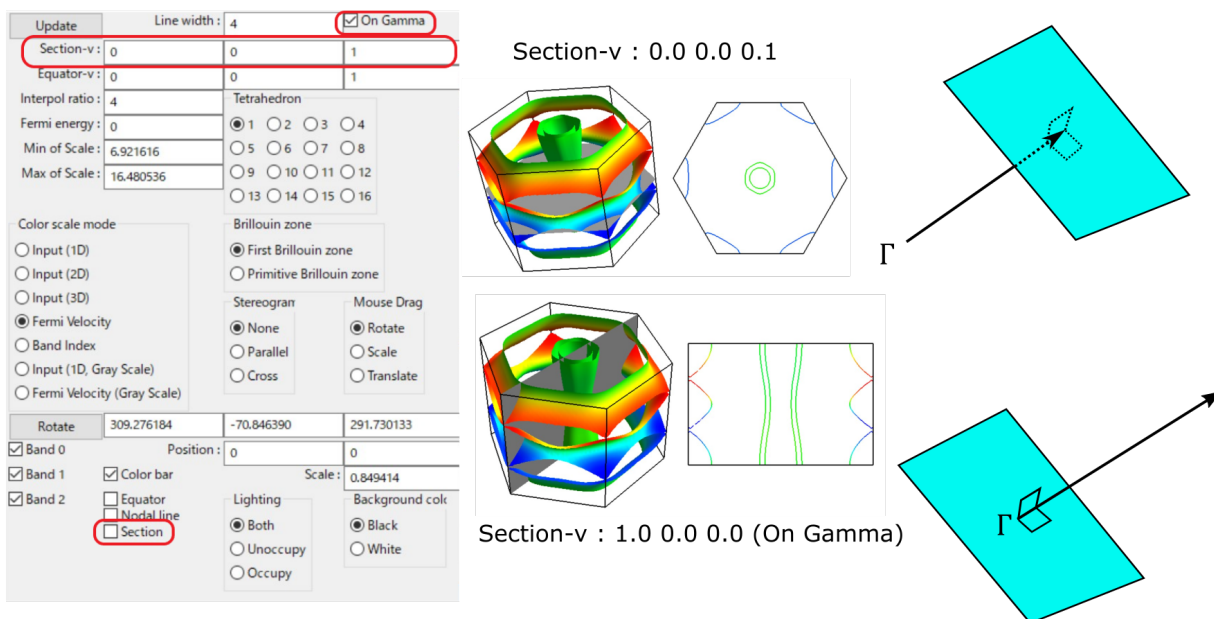 Update Line width : 4 On Gamma
Section-v : 0 0 1
Equator-v : 0 0 1
Interpol ratio : 4
Fermi energy : 0
Min of Scale : 6.921616
Max of Scale : 16.480536
Tetrahedron
1 2 3 4
5 6 7 8
9 10 11 12
13 14 15 16
Color scale mode
Input (1D)
Input (2D)
Input (3D)
Fermi Velocity
Band Index
Input (1D, Gray Scale)
Fermi Velocity (Gray Scale)
Brillouin zone
First Brillouin zone
Primitive Brillouin zone
Stereogran
None
Parallel
Cross
Mouse Drag
Rotate
Scale
Translate
Rotate 309.276184 -70.846390 291.730133
Band 0 Position : 0 0
Band 1 Color bar Scale : 0.849414
Band 2 Equator
Nodal line
Section
Lighting
Both
Unoccupy
Occupy
Background colo
Black
White
Section-v : 0.0 0.0 0.1
Γ
Section-v : 1.0 0.0 0.0 (On Gamma)
Γ